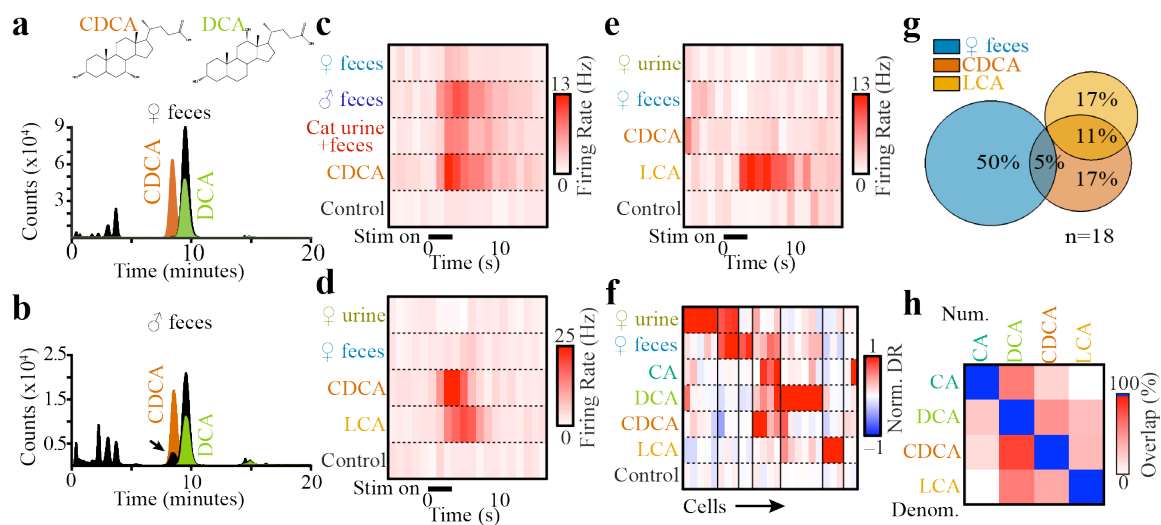 a
CDCA
DCA
♀ feces
Counts (x10⁴)
9
6
3
CDCA
DCA
0
10
20
Time (minutes)
b
♂ feces
Counts (x10⁴)
2.5
1.5
0.5
CDCA
DCA
0
10
20
Time (minutes)
c
♀ feces
♂ feces
Cat urine
+feces
CDCA
Control
Stim on
0
10
Time (s)
13
0
Firing Rate (Hz)
d
♀ urine
♀ feces
CDCA
LCA
Control
Stim on
0
10
Time (s)
25
0
Firing Rate (Hz)
e
♀ urine
♀ feces
CDCA
LCA
Control
Stim on
0
10
Time (s)
13
0
Firing Rate (Hz)
f
♀ urine
♀ feces
CA
DCA
CDCA
LCA
Control
Cells
1
-1
Norm. DR
g
♀ feces
CDCA
LCA
50%
5%
17%
11%
17%
n=18
h
Num.
CA
DCA
CDCA
LCA
CA
DCA
CDCA
LCA
Denom.
100
0
Overlap (%)